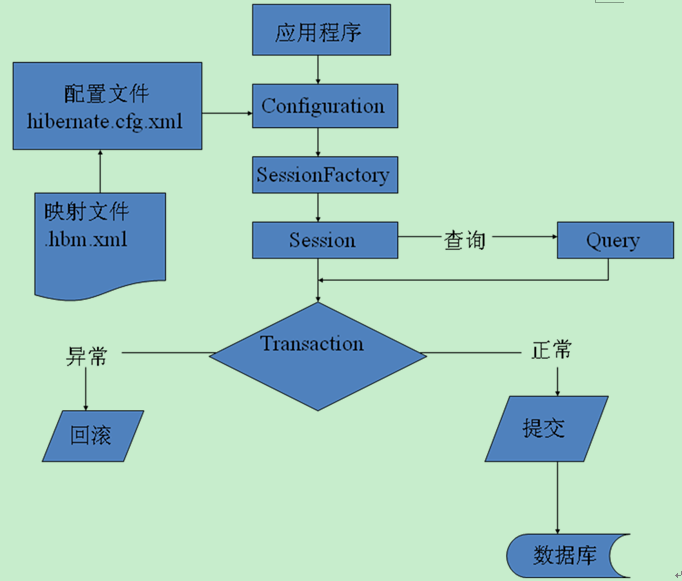 应用程序
配置文件
hibernate.cfg.xml
Configuration
映射文件
.hbm.xml
SessionFactory
Session
查询
Query
Transaction
异常
正常
回滚
提交
数据库